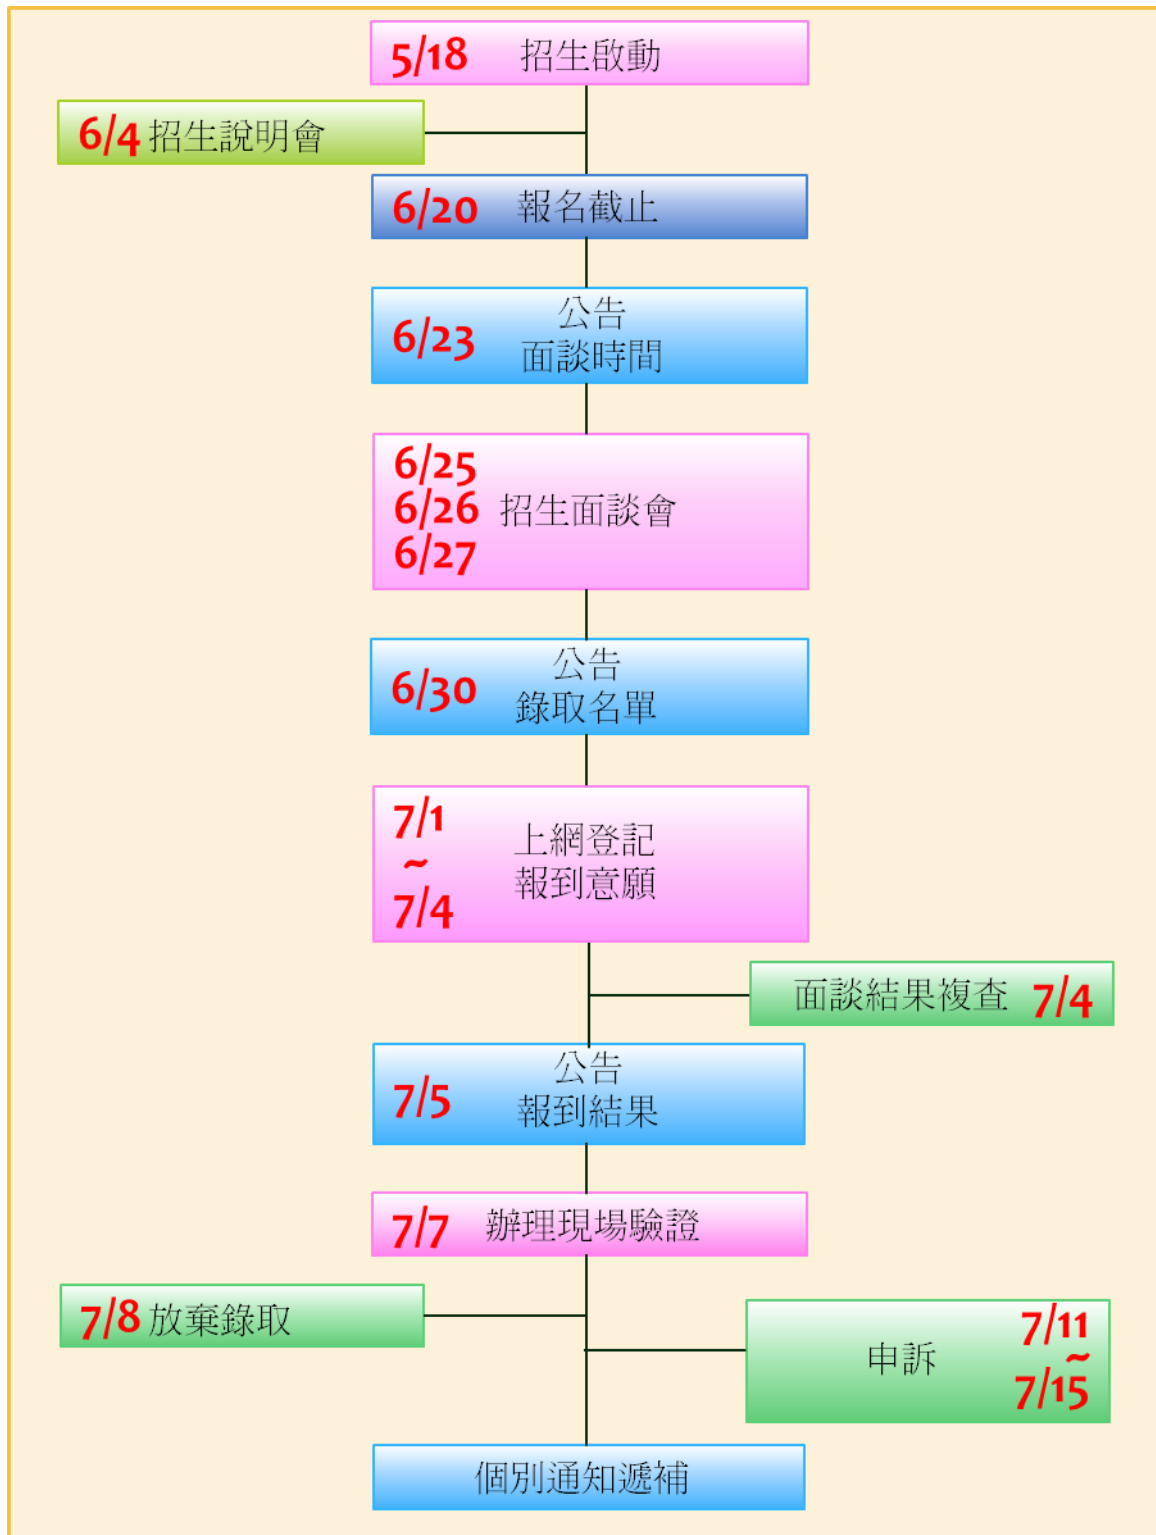 5/18 招生啟動
6/4 招生說明會
6/20 報名截止
公告
6/23
面談時間
6/25
6/26 招生面談會
6/27
公告
6/30
錄取名單
7/1
上網登記
~
報到意願
7/4
面談結果複查 7/4
公告
7/5
報到結果
7/7 辦理現場驗證
7/8 放棄錄取
7/11
~
申訴
7/15
個別通知遞補